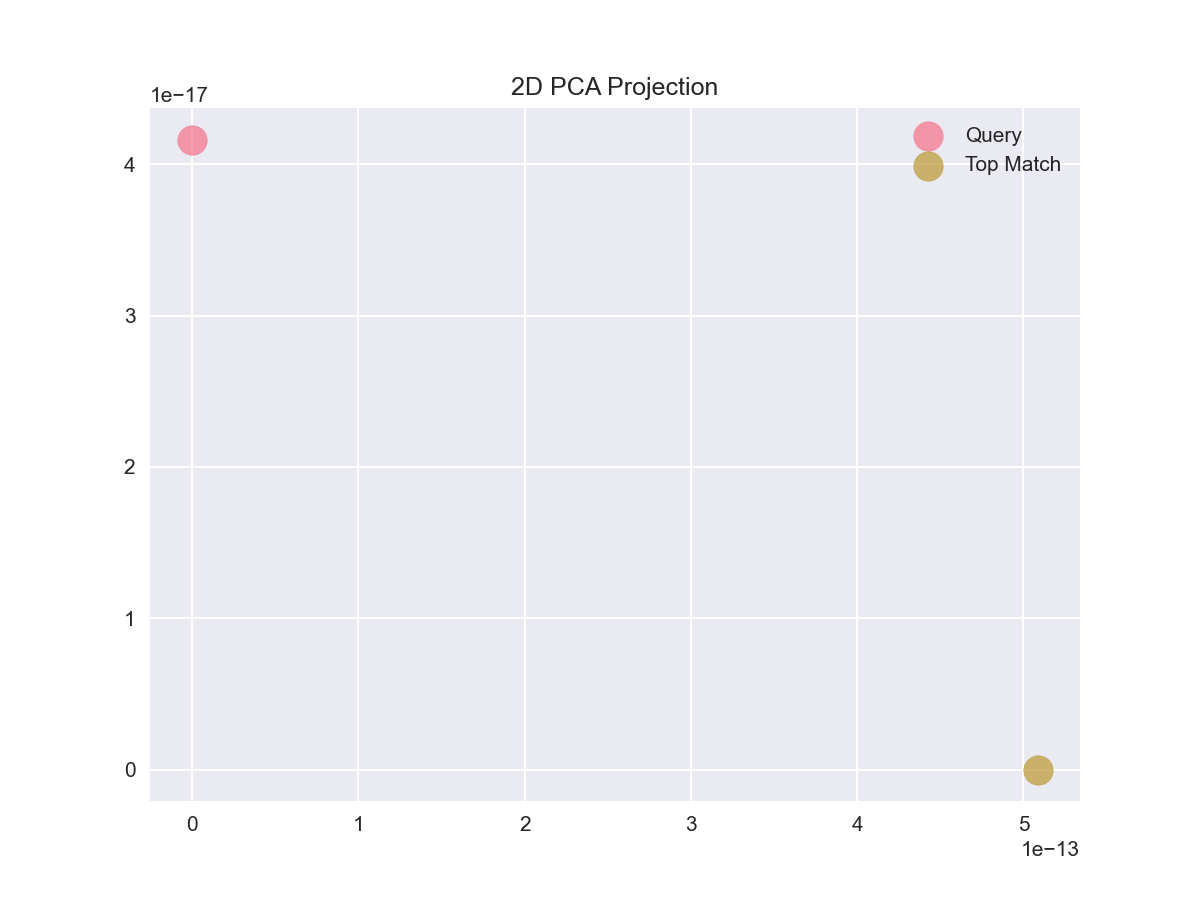 2D PCA Projection
1e−17
Query
Top Match
4
3
2
1
0
0 1 2 3 4 5
1e−13